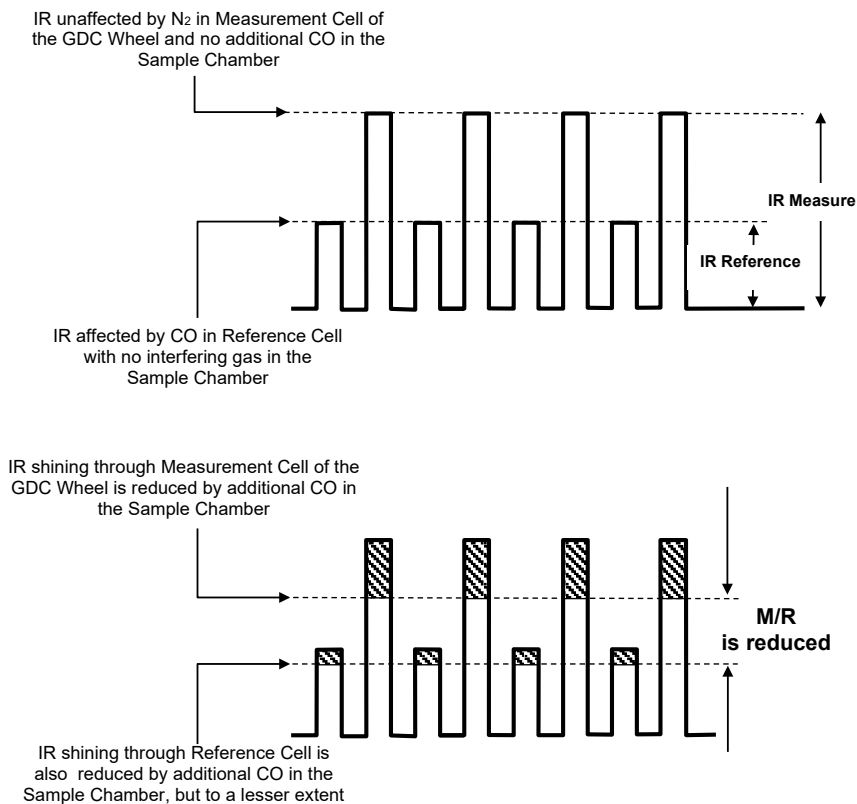 IR unaffected by N2 in Measurement Cell of
the GDC Wheel and no additional CO in the
Sample Chamber
IR Measure
IR Reference
IR affected by CO in Reference Cell
with no interfering gas in the
Sample Chamber
IR shining through Measurement Cell of the
GDC Wheel is reduced by additional CO in
the Sample Chamber
M/R
is reduced
IR shining through Reference Cell is
also reduced by additional CO in the
Sample Chamber, but to a lesser extent